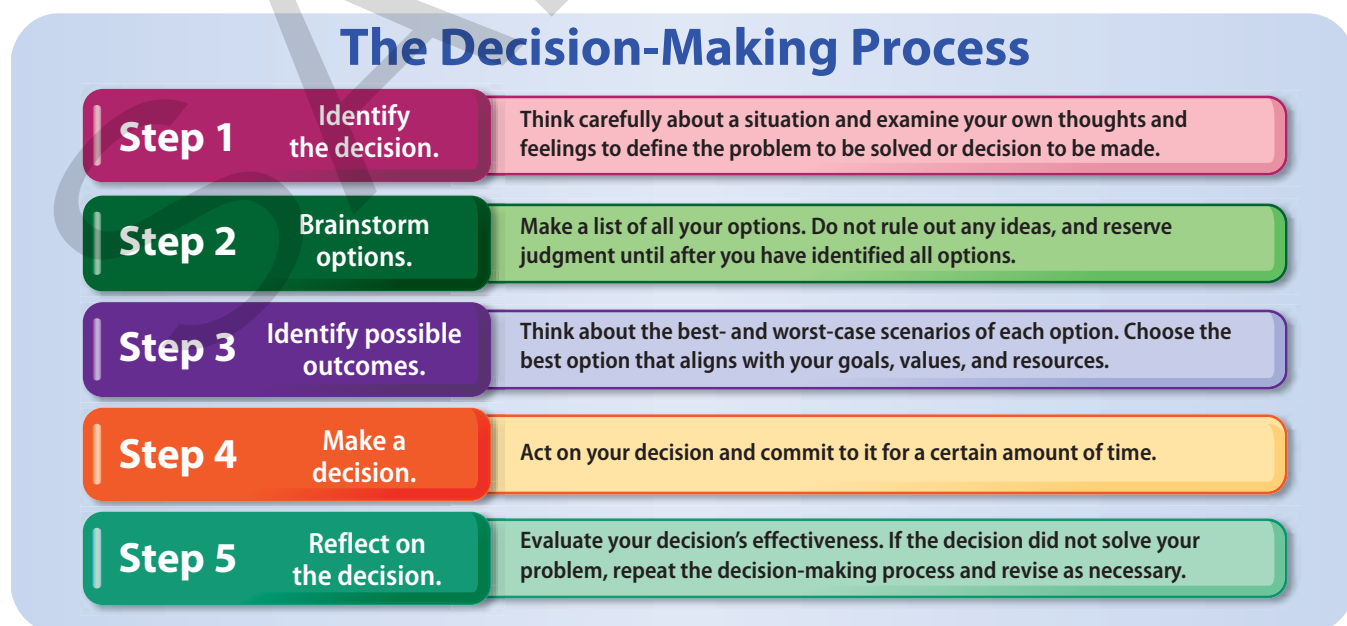 The Decision-Making Process
Step 1
Identify
the decision.
Think carefully about a situation and examine your own thoughts and
feelings to define the problem to be solved or decision to be made.
Step 2
Brainstorm
options.
Make a list of all your options. Do not rule out any ideas, and reserve
judgment until after you have identified all options.
Step 3
Identify possible
outcomes.
Think about the best- and worst-case scenarios of each option. Choose the
best option that aligns with your goals, values, and resources.
Step 4
Make a
decision.
Act on your decision and commit to it for a certain amount of time.
Step 5
Reflect on
the decision.
Evaluate your decision’s effectiveness. If the decision did not solve your
problem, repeat the decision-making process and revise as necessary.